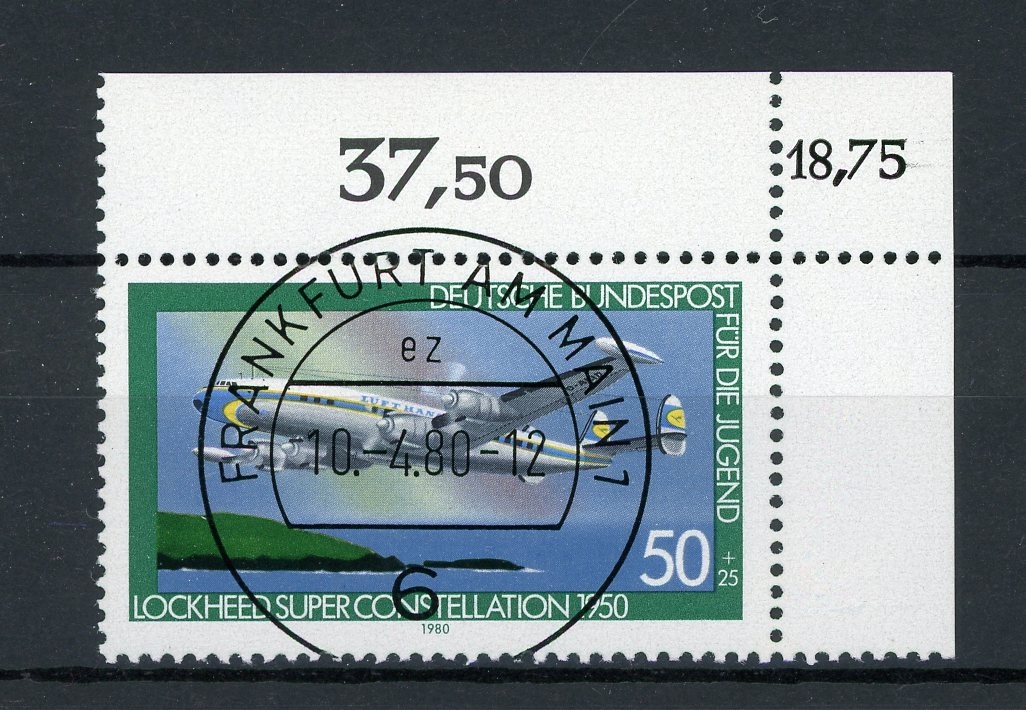 37,50
18,75
FRANKFURT AM MAIN 1
ez
-10.-4.80-12
6
DEUTSCHE BUNDESPOST
FÜR DIE JUGEND
LUFTHAN
50
+
25
LOCKHEED SUPER CONSTELLATION 1950
1980